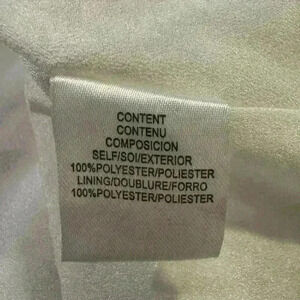 CONTENT
CONTENU
COMPOSICION
SELF/SOI/EXTERIOR
100%POLYESTER/POLIESTER
LINING/DOUBLURE/FORRO
100%POLYESTER/POLIESTER